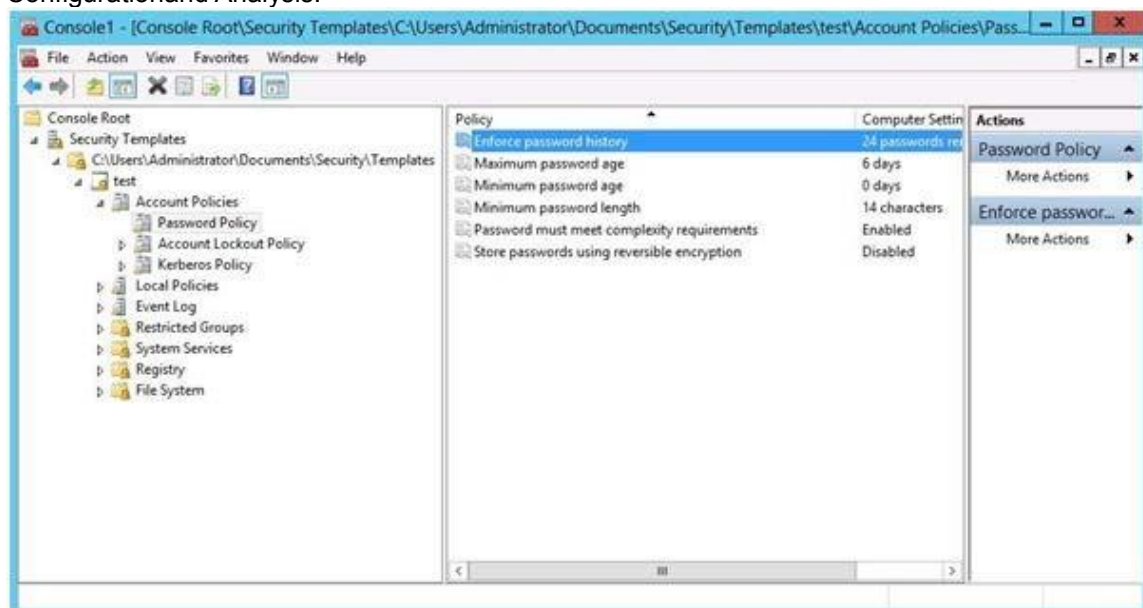 Configurationand Analysis.
Console1 - [Console Root\Security Templates\C:\Users\Administrator\Documents\Security\Templates\test\Account Policies\Pass...
File Action View Favorites Window Help
Console Root
Security Templates
C:\Users\Administrator\Documents\Security\Templates
test
Account Policies
Password Policy
Account Lockout Policy
Kerberos Policy
Local Policies
Event Log
Restricted Groups
System Services
Registry
File System
Policy Computer Settin
Enforce password history 24 passwords re
Maximum password age 6 days
Minimum password age 0 days
Minimum password length 14 characters
Password must meet complexity requirements Enabled
Store passwords using reversible encryption Disabled
Actions
Password Policy
More Actions
Enforce passwor...
More Actions